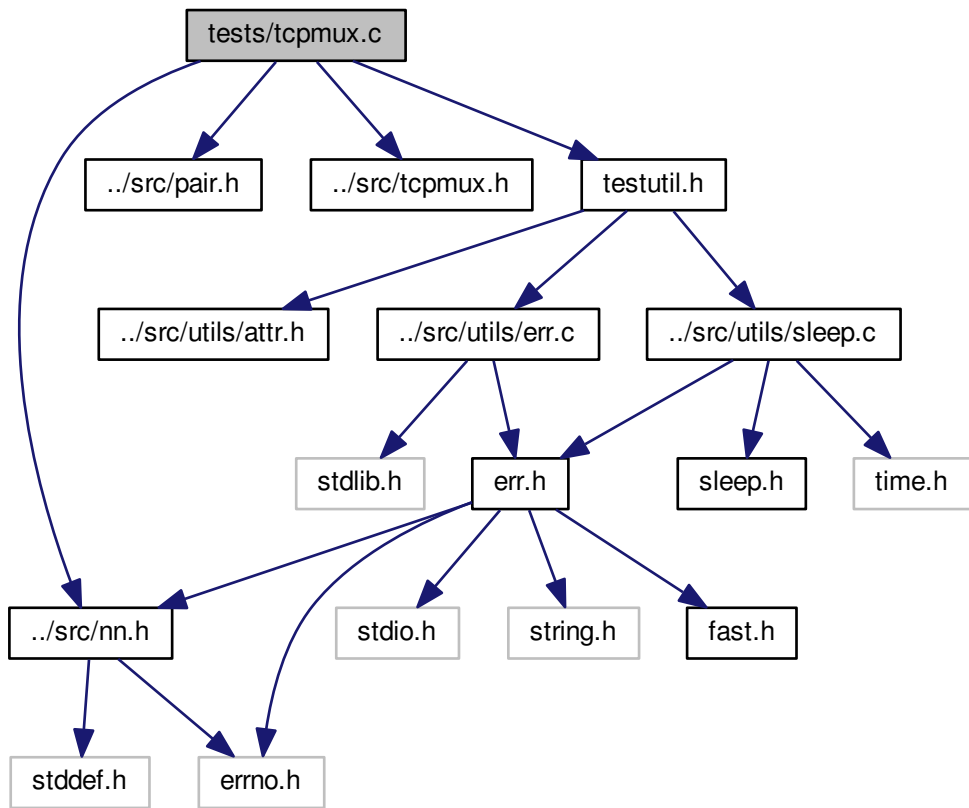 tests/tcpmux.c
../src/pair.h
../src/tcpmux.h
testutil.h
../src/utils/attr.h
../src/utils/err.c
../src/utils/sleep.c
stdlib.h
err.h
sleep.h
time.h
../src/nn.h
stdio.h
string.h
fast.h
stddef.h
errno.h